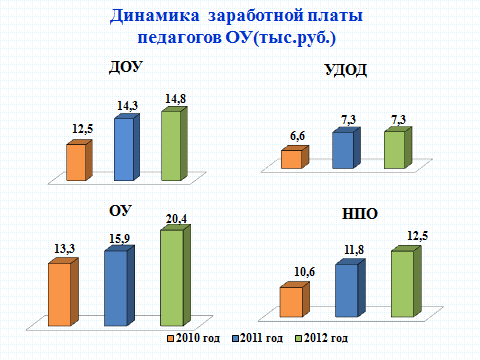 Динамика заработной платы
педагогов ОУ(тыс.руб.)
ДОУ
12,5
14,3
14,8
УДОД
6,6
7,3
7,3
ОУ
13,3
15,9
20,4
НПО
10,6
11,8
12,5
2010 год 2011 год 2012 год